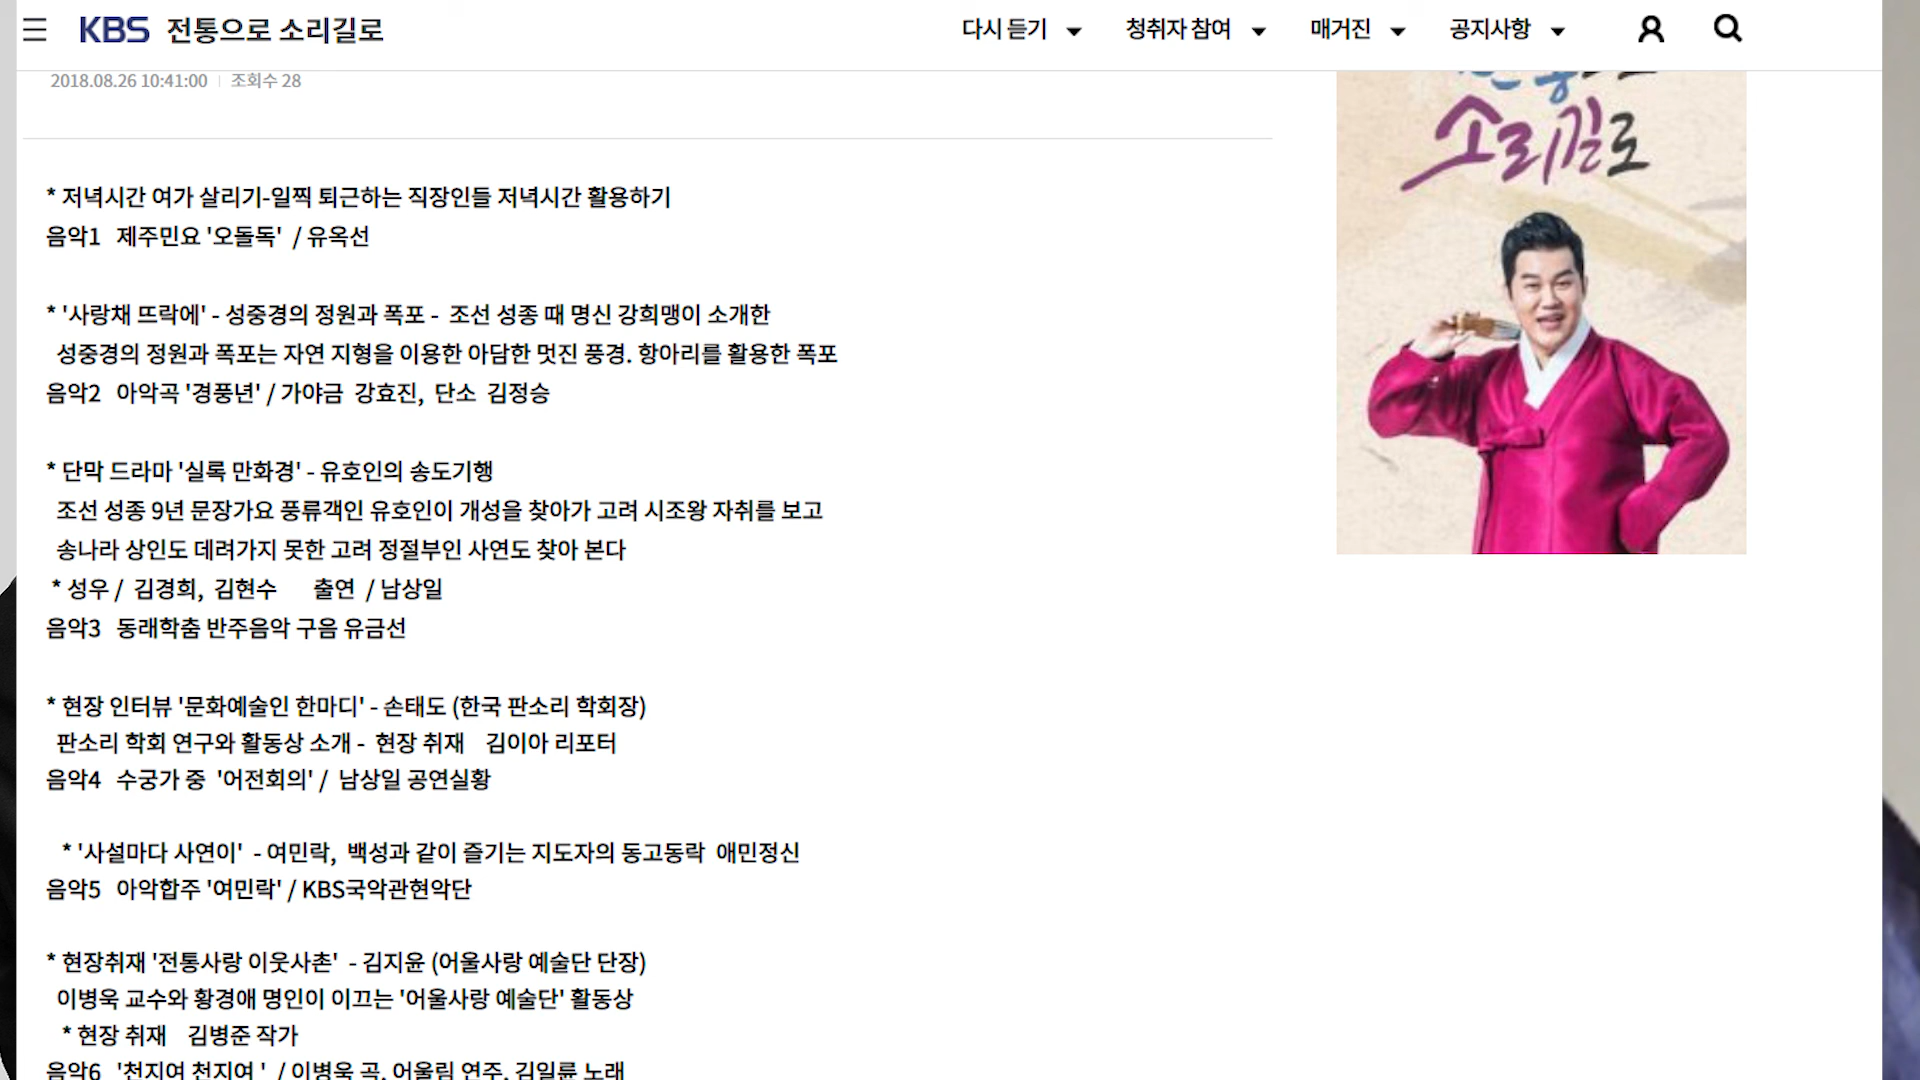 KBS 전통으로 소리길로 다시 듣기 청취자 참여 매거진 공지사항
2018.08.26 10:41:00 조회수 28
* 저녁시간 여가 살리기-일찍 퇴근하는 직장인들 저녁시간 활용하기
음악1 제주민요 '오돌독' / 유옥선
* '사랑채 뜨락에' - 성중경의 정원과 폭포 - 조선 성종 때 명신 강희맹이 소개한
성중경의 정원과 폭포는 자연 지형을 이용한 아담한 멋진 풍경. 항아리를 활용한 폭포
음악2 아악곡 '경풍년' / 가야금 강효진, 단소 김정승
* 단막 드라마 '실록 만화경' - 유호인의 송도기행
조선 성종 9년 문장가요 풍류객인 유호인이 개성을 찾아가 고려 시조왕 자취를 보고
송나라 상인도 데려가지 못한 고려 정절부인 사연도 찾아 본다
* 성우 / 김경희, 김현수 출연 / 남상일
음악3 동래학춤 반주음악 구음 유금선
* 현장 인터뷰 '문화예술인 한마디' - 손태도 (한국 판소리 학회장)
판소리 학회 연구와 활동상 소개 - 현장 취재 김이아 리포터
음악4 수궁가 중 '어전회의' / 남상일 공연실황
* '사설마다 사연이' - 여민락, 백성과 같이 즐기는 지도자의 동고동락 애민정신
음악5 아악합주 '여민락' / KBS국악관현악단
* 현장취재 '전통사랑 이웃사촌' - 김지윤 (어울사랑 예술단 단장)
이병욱 교수와 황경애 명인이 이끄는 '어울사랑 예술단' 활동상
* 현장 취재 김병준 작가
음악6 '천지여 천지여 ' / 이병욱 곡. 어울림 연주. 김일륜 노래
소리길로